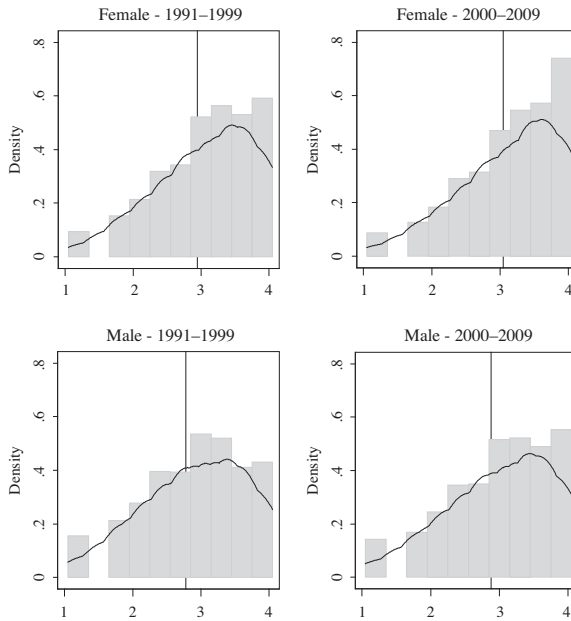 Female - 1991–1999
Female - 2000–2009
.8
.6
.4
.2
0
Density
1 2 3 4
.8
.6
.4
.2
0
Density
1 2 3 4
Male - 1991–1999
Male - 2000–2009
.8
.6
.4
.2
0
Density
1 2 3 4
.8
.6
.4
.2
0
Density
1 2 3 4